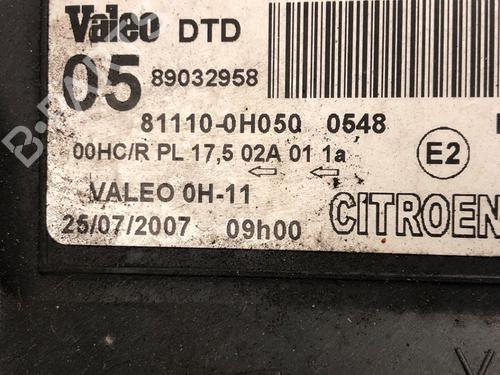 Valeo DTD
05 89032958
81110-0H050 0548
00HC/R PL 17,5 02A 01 1a
E2
VALEO 0H-11
25/07/2007 09h00
CITROEN
B-PARTS